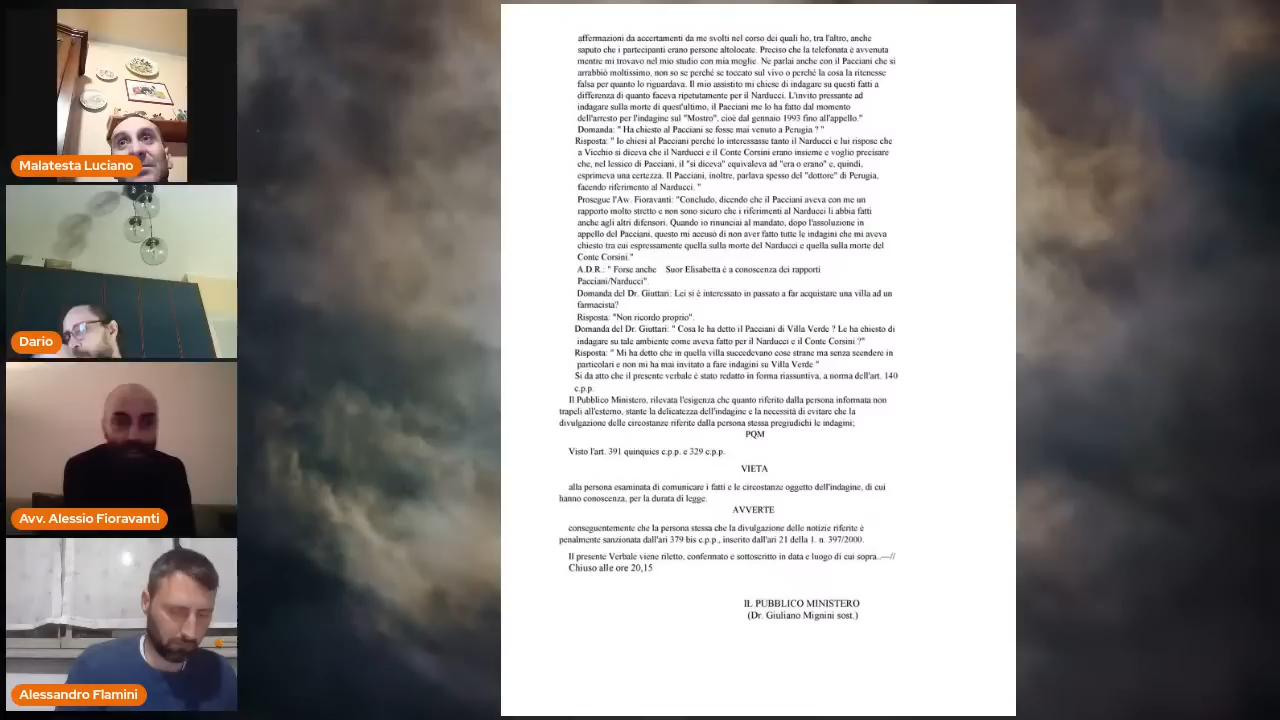 Malatesta Luciano
Dario
Avv. Alessio Fioravanti
Alessandro Flamini
affermazioni da accertamenti da me svolti nel corso dei quali ho, tra l'altro, anche
saputo che i partecipanti erano persone altolocate. Preciso che la telefonata è avvenuta
mentre mi trovavo nel mio studio con mia moglie. Ne parlai anche con il Pacciani che si
arrabbiò moltissimo, non so se perché se toccato sul vivo o perché la cosa la ritenesse
falsa per quanto lo riguardava. Il mio assistito mi chiese di indagare su questi fatti a
differenza di quanto faceva ripetutamente per il Narducci. L'invito pressante ad
indagare sulla morte di quest'ultimo, il Pacciani me lo ha fatto dal momento
dell'arresto per l'indagine sul "Mostro", cioè dal gennaio 1993 fino all'appello."
Domanda: " Ha chiesto al Pacciani se fosse mai venuto a Perugia ? "
Risposta: " Io chiesi al Pacciani perché lo interessasse tanto il Narducci e lui rispose che
a Vicchio si diceva che il Narducci e il Conte Corsini erano insieme e voglio precisare
che, nel lessico di Pacciani, il "si diceva" equivaleva ad "era o erano" e, quindi,
esprimeva una certezza. Il Pacciani, inoltre, parlava spesso del "dottore" di Perugia,
facendo riferimento al Narducci. "
Prosegue l'Aw. Fioravanti: "Concludo, dicendo che il Pacciani aveva con me un
rapporto molto stretto e non sono sicuro che i riferimenti al Narducci li abbia fatti
anche agli altri difensori. Quando io rinunciai al mandato, dopo l'assoluzione in
appello del Pacciani, questo mi accusò di non aver fatto tutte le indagini che mi aveva
chiesto tra cui espressamente quella sulla morte del Narducci e quella sulla morte del
Conte Corsini."
A.D.R.: " Forse anche Suor Elisabetta è a conoscenza dei rapporti
Pacciani/Narducci".
Domanda del Dr. Giuttari: Lei si è interessato in passato a far acquistare una villa ad un
farmacista?
Risposta: "Non ricordo proprio".
Domanda del Dr. Giuttari: " Cosa le ha detto il Pacciani di Villa Verde ? Le ha chiesto di
indagare su tale ambiente come aveva fatto per il Narducci e il Conte Corsini ?"
Risposta: " Mi ha detto che in quella villa succedevano cose strane ma senza scendere in
particolari e non mi ha mai invitato a fare indagini su Villa Verde "
Si da atto che il presente verbale è stato redatto in forma riassuntiva, a norma dell'art. 140
c.p.p.
Il Pubblico Ministero, rilevata l'esigenza che quanto riferito dalla persona informata non
trapeli all'esterno, stante la delicatezza dell'indagine e la necessità di evitare che la
divulgazione delle circostanze riferite dalla persona stessa pregiudichi le indagini;
PQM
Visto l'art. 391 quinquies c.p.p. e 329 c.p.p.
VIETA
alla persona esaminata di comunicare i fatti e le circostanze oggetto dell'indagine, di cui
hanno conoscenza, per la durata di legge.
AVVERTE
conseguentemente che la persona stessa che la divulgazione delle notizie riferite è
penalmente sanzionata dall'ari 379 bis c.p.p., inserito dall'ari 21 della 1. n. 397/2000.
Il presente Verbale viene riletto, confermato e sottoscritto in data e luogo di cui sopra..—//
Chiuso alle ore 20,15
IL PUBBLICO MINISTERO
(Dr. Giuliano Mignini sost.)